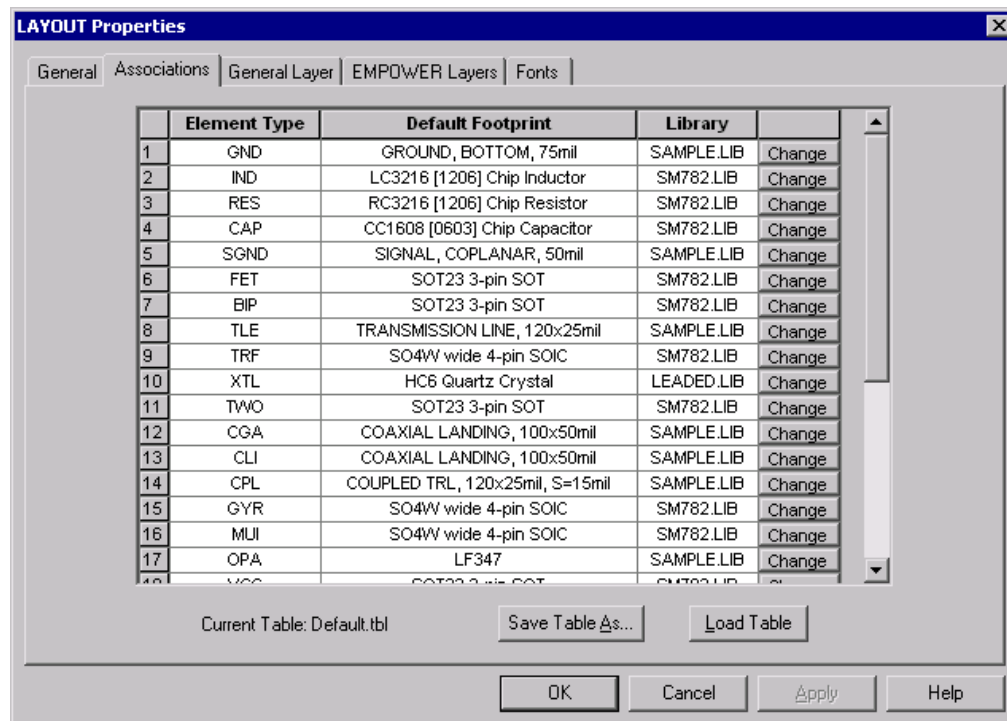 LAYOUT Properties
General Associations General Layer EMPOWER Layers Fonts
Element Type Default Footprint Library
1 GND GROUND, BOTTOM, 75mil SAMPLE.LIB Change
2 IND LC3216 [1206] Chip Inductor SM782.LIB Change
3 RES RC3216 [1206] Chip Resistor SM782.LIB Change
4 CAP CC1608 [0603] Chip Capacitor SM782.LIB Change
5 SGND SIGNAL, COPLANAR, 50mil SAMPLE.LIB Change
6 FET SOT23 3-pin SOT SM782.LIB Change
7 BIP SOT23 3-pin SOT SM782.LIB Change
8 TLE TRANSMISSION LINE, 120x25mil SAMPLE.LIB Change
9 TRF SO4W wide 4-pin SOIC SM782.LIB Change
10 XTL HC6 Quartz Crystal LEADED.LIB Change
11 TWO SOT23 3-pin SOT SM782.LIB Change
12 CGA COAXIAL LANDING, 100x50mil SAMPLE.LIB Change
13 CLI COAXIAL LANDING, 100x50mil SAMPLE.LIB Change
14 CPL COUPLED TRL, 120x25mil, S=15mil SAMPLE.LIB Change
15 GYR SO4W wide 4-pin SOIC SM782.LIB Change
16 MUI SO4W wide 4-pin SOIC SM782.LIB Change
17 OPA LF347 SAMPLE.LIB Change
Current Table: Default.tbl Save Table As... Load Table
OK Cancel Apply Help